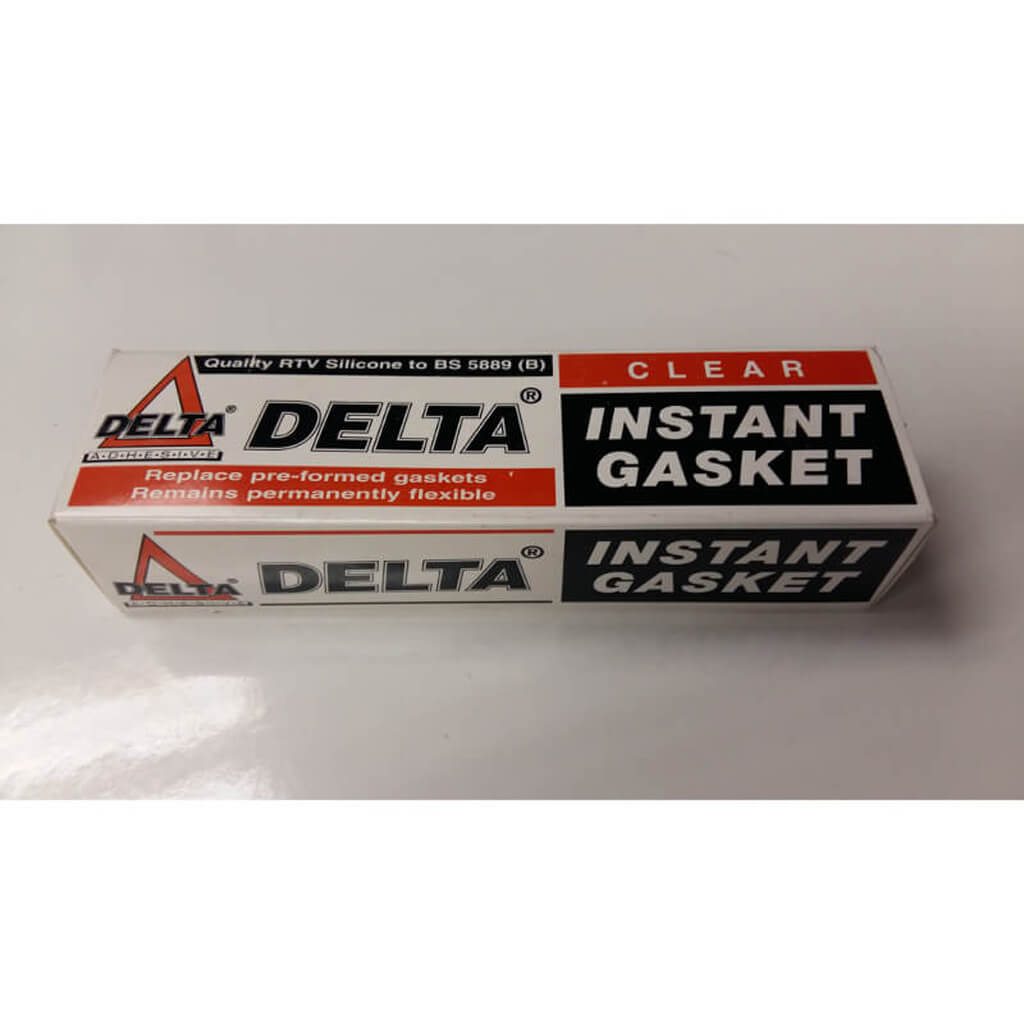 Quality RTV Silicone to BS 5889 (B)
DELTA®
A·D·H·E·S·I·V·E
DELTA®
Replace pre-formed gaskets
Remains permanently flexible
CLEAR
INSTANT
GASKET
DELTA®
A·D·H·E·S·I·V·E
DELTA®
INSTANT
GASKET